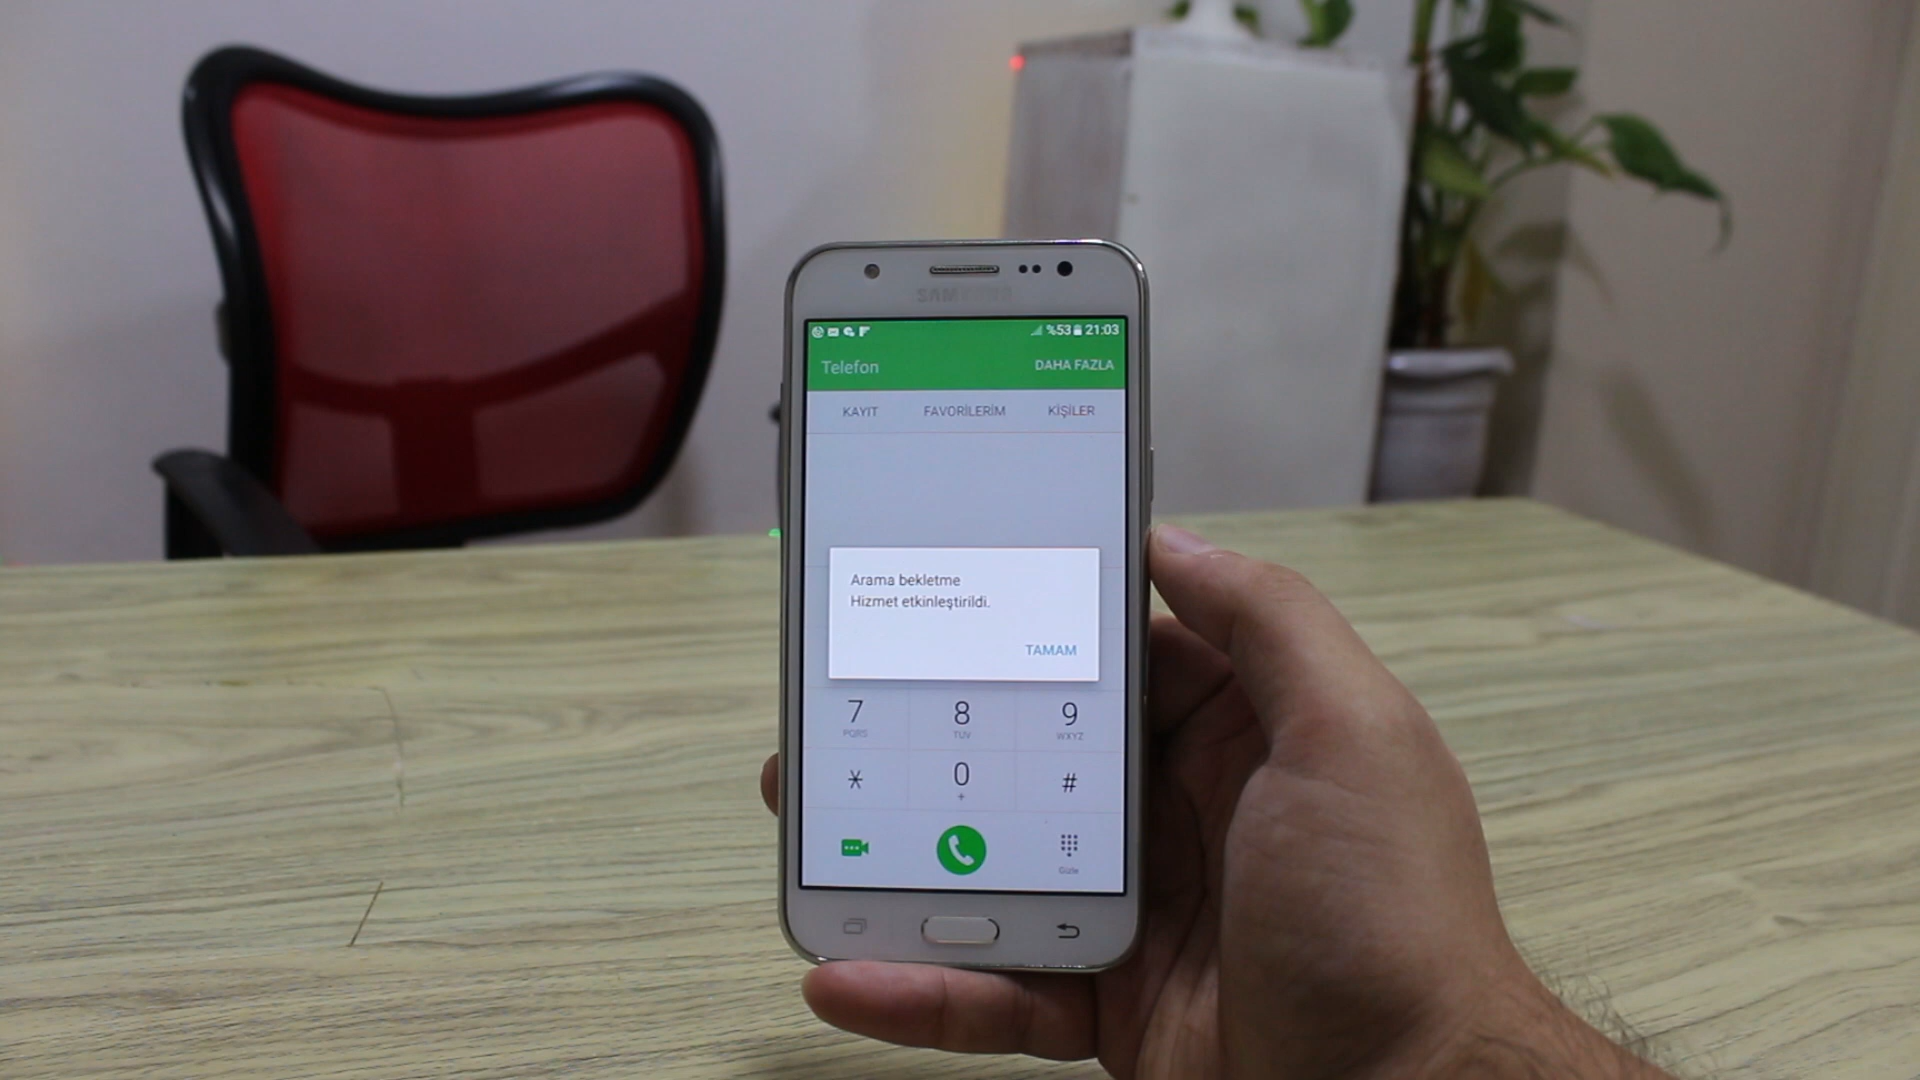 SAMSUNG
%53 21:03
Telefon DAHA FAZLA
KAYIT FAVORİLERİM KİŞİLER
Arama bekletme
Hizmet etkinleştirildi.
TAMAM
7 8 9
PQRS TUV WXYZ
* 0 #
+
Gizle